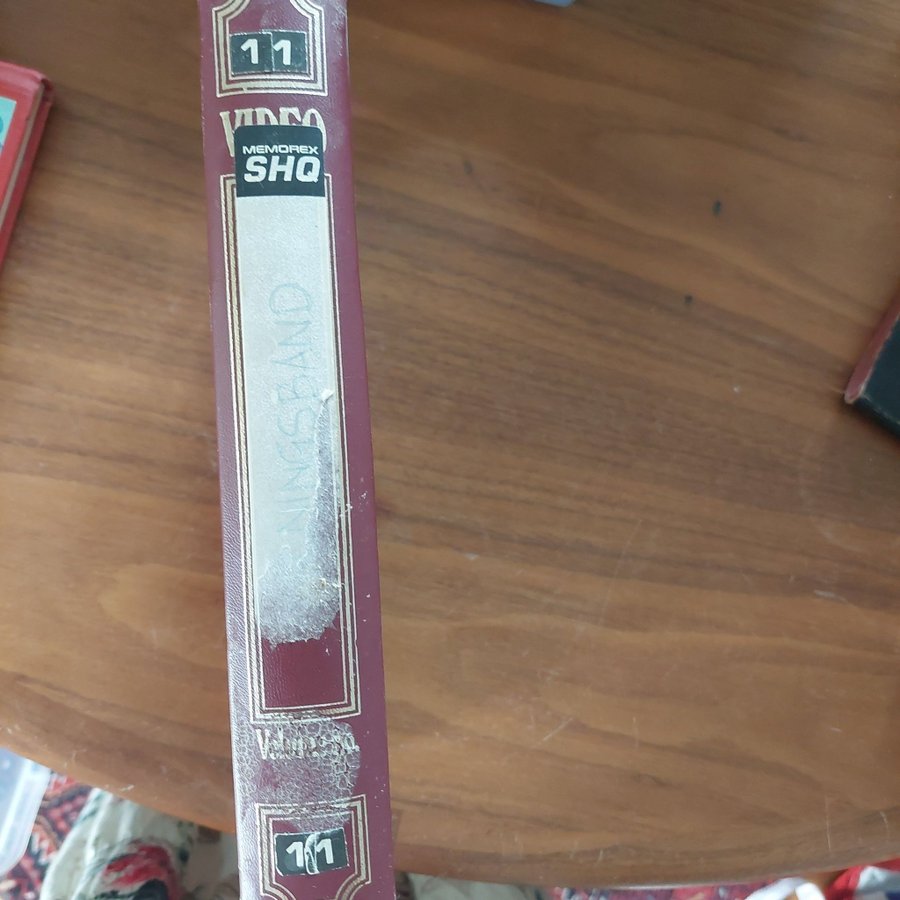 11
VIDEO
MEMOREX
SHQ
NINGSBAND
11